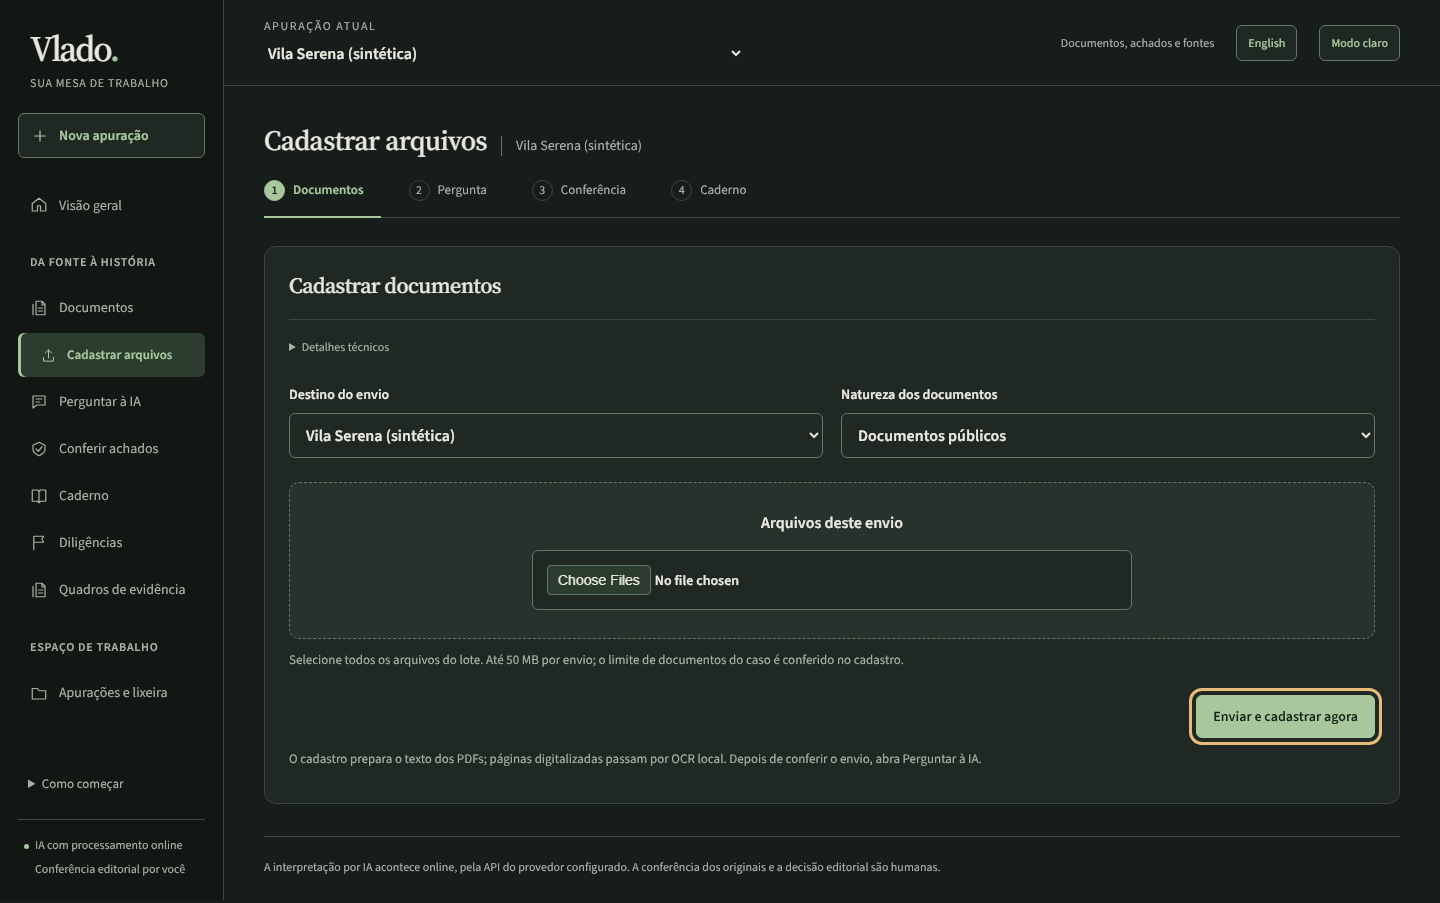 Vlado.
SUA MESA DE TRABALHO
Nova apuração
Visão geral
DA FONTE À HISTÓRIA
Documentos
Cadastrar arquivos
Perguntar à IA
Conferir achados
Caderno
Diligências
Quadros de evidência
ESPAÇO DE TRABALHO
Apurações e lixeira
Como começar
IA com processamento online
Conferência editorial por você
APURAÇÃO ATUAL
Vila Serena (sintética)
Documentos, achados e fontes
English
Modo claro
Cadastrar arquivos
Vila Serena (sintética)
1 Documentos
2 Pergunta
3 Conferência
4 Caderno
Cadastrar documentos
Detalhes técnicos
Destino do envio
Vila Serena (sintética)
Natureza dos documentos
Documentos públicos
Arquivos deste envio
Choose Files No file chosen
Selecione todos os arquivos do lote. Até 50 MB por envio; o limite de documentos do caso é conferido no cadastro.
Enviar e cadastrar agora
O cadastro prepara o texto dos PDFs; páginas digitalizadas passam por OCR local. Depois de conferir o envio, abra Perguntar à IA.
A interpretação por IA acontece online, pela API do provedor configurado. A conferência dos originais e a decisão editorial são humanas.